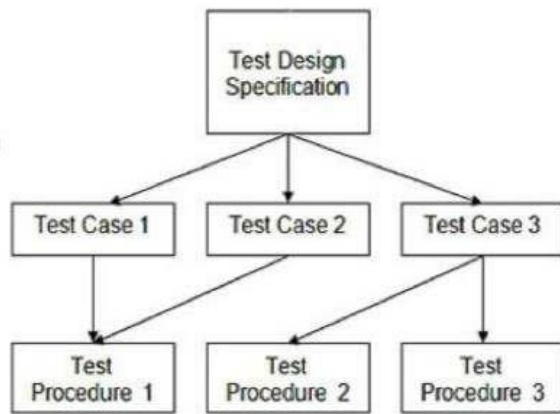 Test Design
Specification
Test Case 1
Test Case 2
Test Case 3
Test
Procedure 1
Test
Procedure 2
Test
Procedure 3